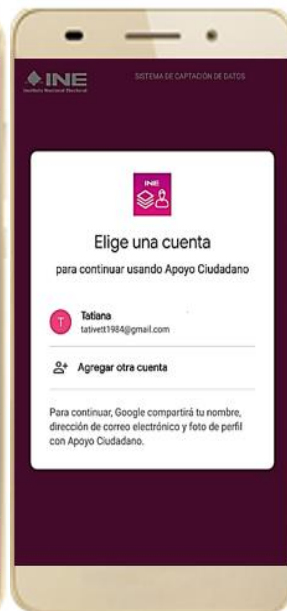 INE
Instituto Nacional Electoral
SISTEMA DE CAPTACIÓN DE DATOS
INE
Elige una cuenta
para continuar usando Apoyo Ciudadano
T
Tatiana
tativett1984@gmail.com
Agregar otra cuenta
Para continuar, Google compartirá tu nombre,
dirección de correo electrónico y foto de perfil
con Apoyo Ciudadano.